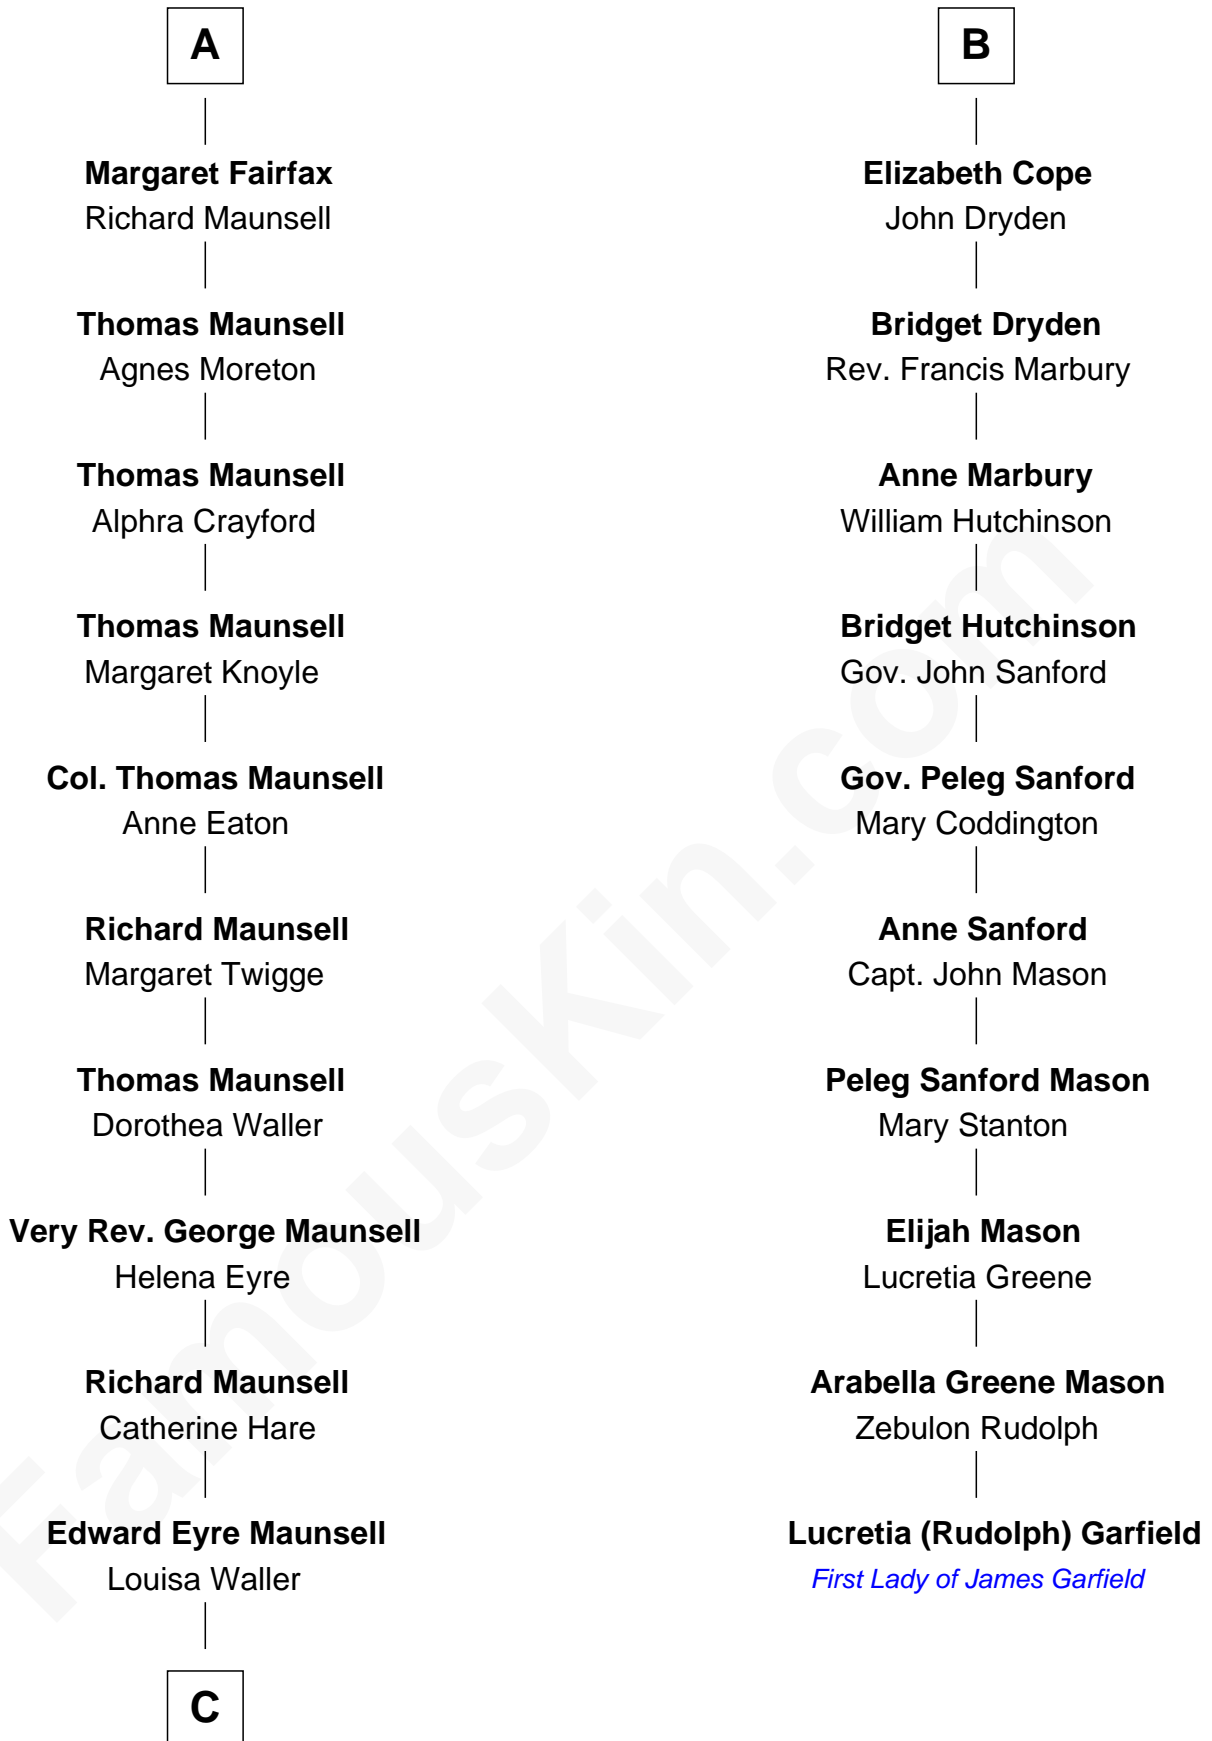 A
Margaret Fairfax
Richard Maunsell
Thomas Maunsell
Agnes Moreton
Thomas Maunsell
Alphra Crayford
Thomas Maunsell
Margaret Knoyle
Col. Thomas Maunsell
Anne Eaton
Richard Maunsell
Margaret Twigge
Thomas Maunsell
Dorothea Waller
Very Rev. George Maunsell
Helena Eyre
Richard Maunsell
Catherine Hare
Edward Eyre Maunsell
Louisa Waller
C
B
Elizabeth Cope
John Dryden
Bridget Dryden
Rev. Francis Marbury
Anne Marbury
William Hutchinson
Bridget Hutchinson
Gov. John Sanford
Gov. Peleg Sanford
Mary Coddington
Anne Sanford
Capt. John Mason
Peleg Sanford Mason
Mary Stanton
Elijah Mason
Lucretia Greene
Arabella Greene Mason
Zebulon Rudolph
Lucretia (Rudolph) Garfield
First Lady of James Garfield
FamousKin.com